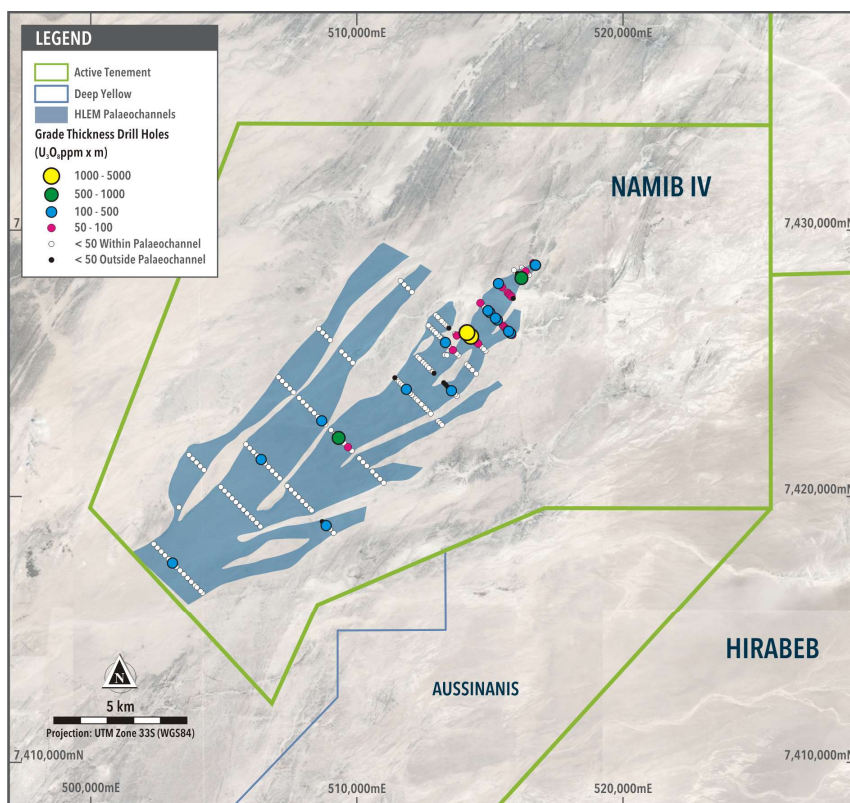 LEGEND
Active Tenement
Deep Yellow
HLEM Palaeochannels
Grade Thickness Drill Holes
(U₃O₈ppm x m)
1000 - 5000
500 - 1000
100 - 500
50 - 100
< 50 Within Palaeochannel
< 50 Outside Palaeochannel
510,000mE
520,000mE
NAMIB IV
7,430,000mN
7,420,000mN
HIRABEB
AUSSINANIS
N
5 km
Projection: UTM Zone 33S (WGS84)
7,410,000mN
7,410,000mN
500,000mE
510,000mE
520,000mE